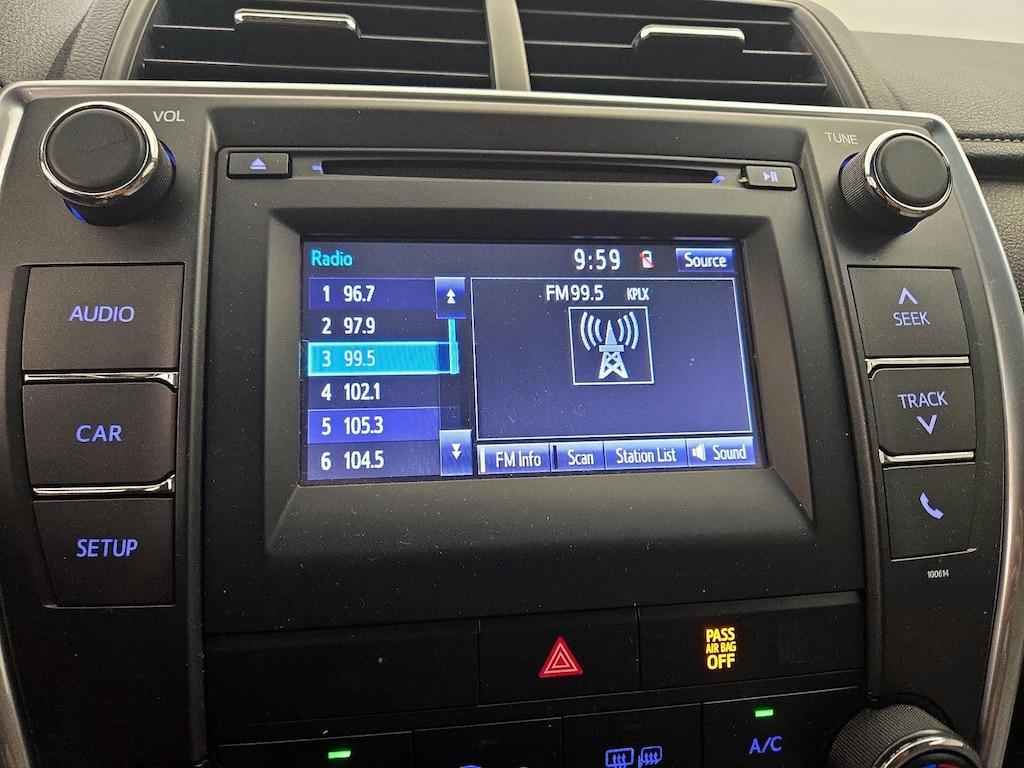 VOL
TUNE
AUDIO
CAR
SETUP
Radio
9:59
Source
1 96.7
2 97.9
3 99.5
4 102.1
5 105.3
6 104.5
FM 99.5 KPLX
FM Info
Scan
Station List
Sound
SEEK
TRACK
100614
PASS
AIR BAG
OFF
A/C